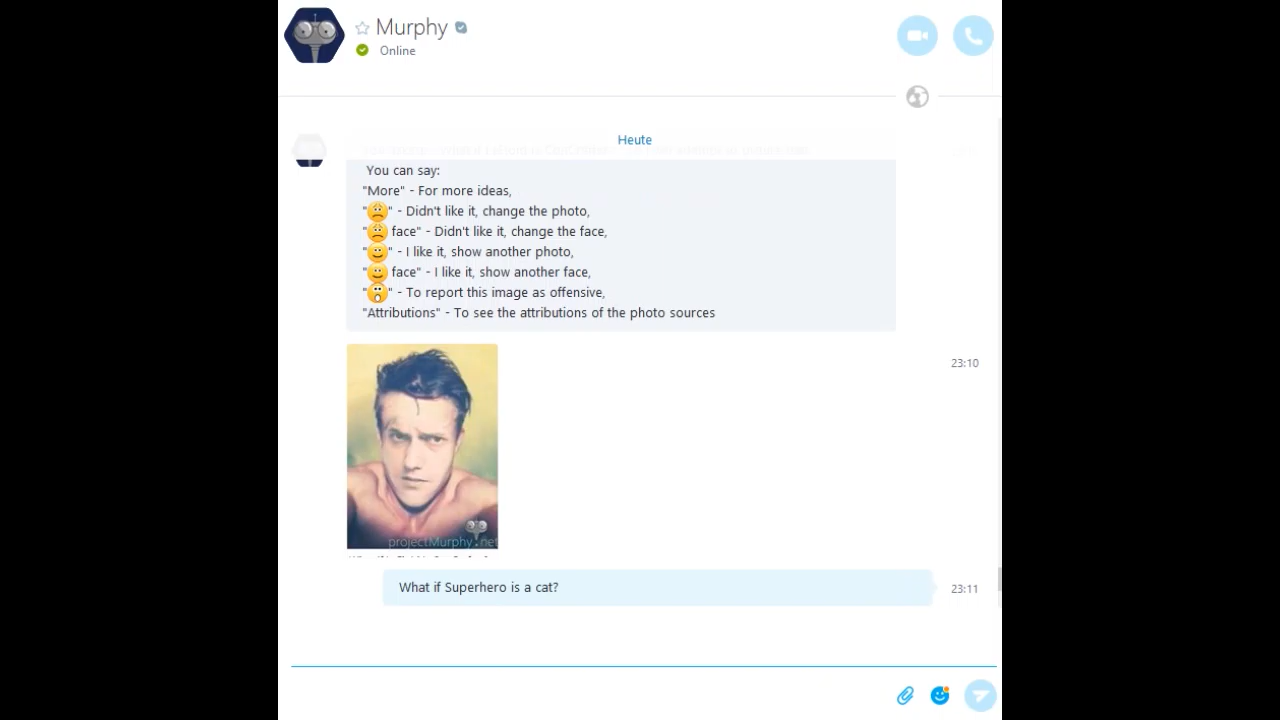 Murphy
Online
Heute
You can say:
"More" - For more ideas,
"" - Didn't like it, change the photo,
" face" - Didn't like it, change the face,
"" - I like it, show another photo,
" face" - I like it, show another face,
"" - To report this image as offensive,
"Attributions" - To see the attributions of the photo sources
23:10
projectMurphy.net
What if Superhero is a cat?
23:11